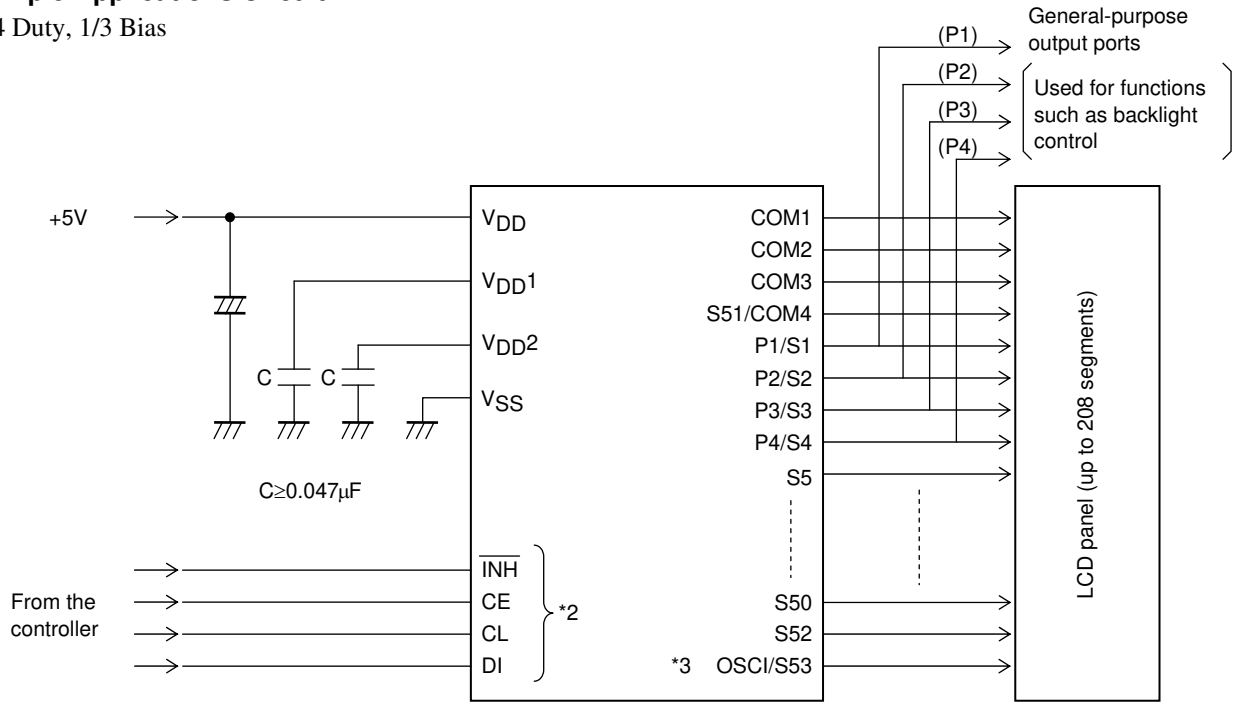 4 Duty, 1/3 Bias
General-purpose
output ports
(P1)
(P2)
(P3)
(P4)
Used for functions
such as backlight
control
+5V
VDD
VDD1
VDD2
VSS
C
C
C≥0.047μF
COM1
COM2
COM3
S51/COM4
P1/S1
P2/S2
P3/S3
P4/S4
S5
S50
S52
*3 OSCI/S53
LCD panel (up to 208 segments)
From the
controller
INH
CE
CL
DI
*2